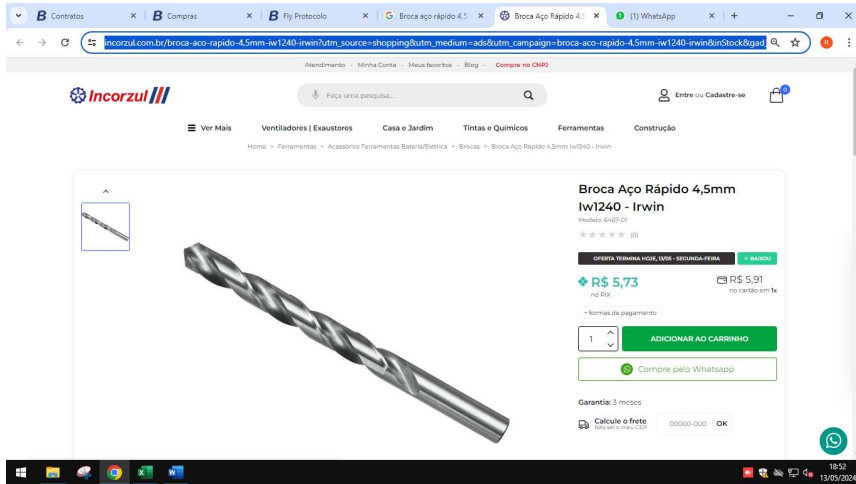 Contratos
Compras
Fly Protocolo
Broca aço rápido 4,5
Broca Aço Rápido 4,5
(1) WhatsApp
incorzul.com.br/broca-aco-rapido-4,5mm-iw1240-irwin?utm_source=shopping&utm_medium=ads&utm_campaign=broca-aco-rapido-4,5mm-iw1240-irwin&inStock&gad_
R
Atendimento - Minha Conta - Meus favoritos - Blog - Compre no CNPJ
Incorzul
Faça uma pesquisa...
Entre ou Cadastre-se
0
Ver Mais Ventiladores | Exaustores Casa e Jardim Tintas e Químicos Ferramentas Construção
Home > Ferramentas > Acessórios Ferramentas Bateria/Elétrica > Brocas > Broca Aço Rápido 4,5mm Iw1240 - Irwin
Broca Aço Rápido 4,5mm
Iw1240 - Irwin
Modelo: 6467-01
(0)
OFERTA TERMINA HOJE, 13/05 - SEGUNDA-FEIRA
BAIXOU
R$ 5,73
no PIX
R$ 5,91
no cartão em 1x
+ formas de pagamento
1
ADICIONAR AO CARRINHO
Compre pelo Whatsapp
Garantia: 3 meses
Calcule o frete
Não sei o meu CEP
00000-000 OK
18:52
13/05/2024